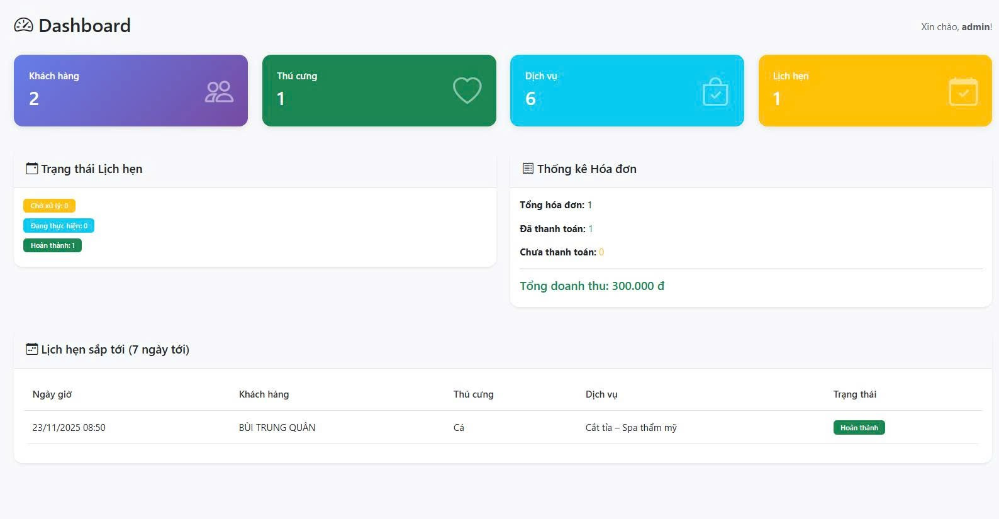 Dashboard
Xin chào, admin!
Khách hàng
2
Thú cưng
1
Dịch vụ
6
Lịch hẹn
1
Trạng thái Lịch hẹn
Chờ xử lý: 0
Đang thực hiện: 0
Hoàn thành: 1
Thống kê Hóa đơn
Tổng hóa đơn: 1
Đã thanh toán: 1
Chưa thanh toán: 0
Tổng doanh thu: 300.000 đ
Lịch hẹn sắp tới (7 ngày tới)
Ngày giờ Khách hàng Thú cưng Dịch vụ Trạng thái
23/11/2025 08:50 BÙI TRUNG QUÂN Cá Cắt tỉa – Spa thẩm mỹ Hoàn thành